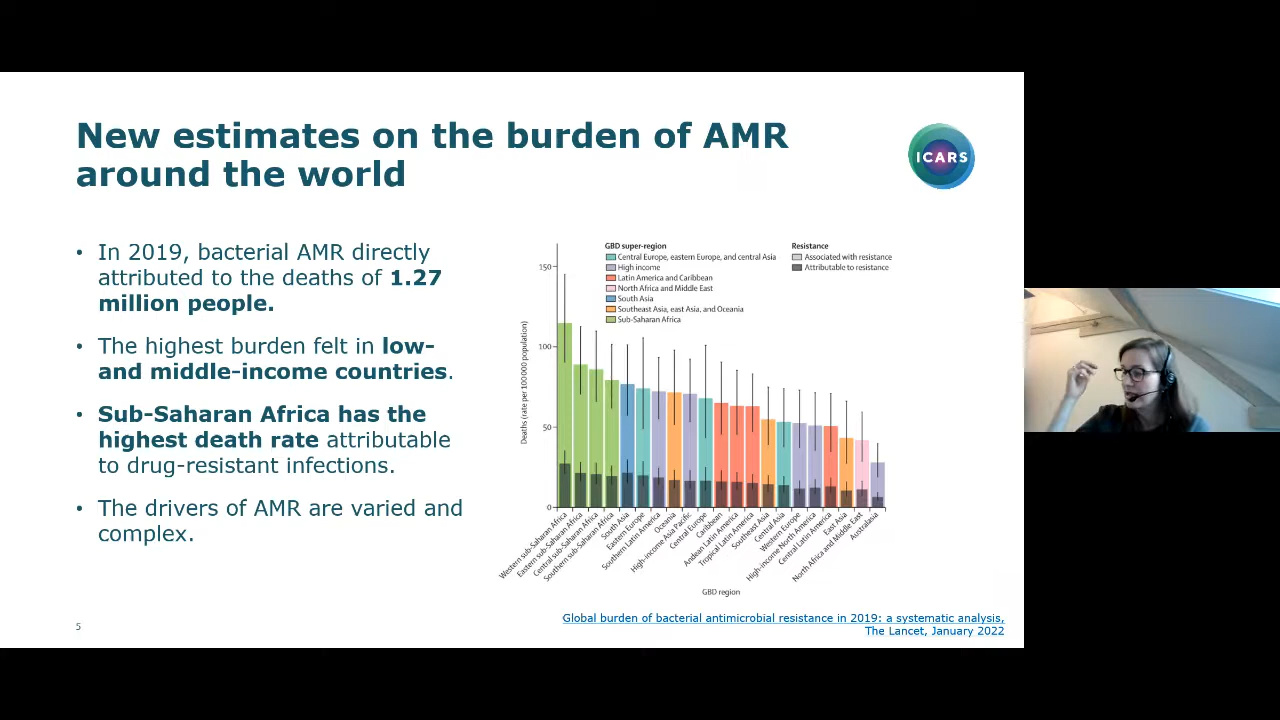 New estimates on the burden of AMR
around the world
ICARS
• In 2019, bacterial AMR directly
attributed to the deaths of 1.27
million people.
• The highest burden felt in low-
and middle-income countries.
• Sub-Saharan Africa has the
highest death rate attributable
to drug-resistant infections.
• The drivers of AMR are varied and
complex.
GBD super-region
Central Europe, eastern Europe, and central Asia
High income
Latin America and Caribbean
North Africa and Middle East
South Asia
Southeast Asia, east Asia, and Oceania
Sub-Saharan Africa
Resistance
Associated with resistance
Attributable to resistance
Deaths (rate per 100 000 population)
150
100
50
0
Western sub-Saharan Africa
Eastern sub-Saharan Africa
Central sub-Saharan Africa
Southern sub-Saharan Africa
South Asia
Eastern Europe
Southern Latin America
Oceania
High-income Asia Pacific
Central Europe
Caribbean
Andean Latin America
Tropical Latin America
Southeast Asia
Central Asia
Western Europe
High-income North America
Central Latin America
East Asia
North Africa and Middle East
Australasia
GBD region
Global burden of bacterial antimicrobial resistance in 2019: a systematic analysis,
The Lancet, January 2022
5